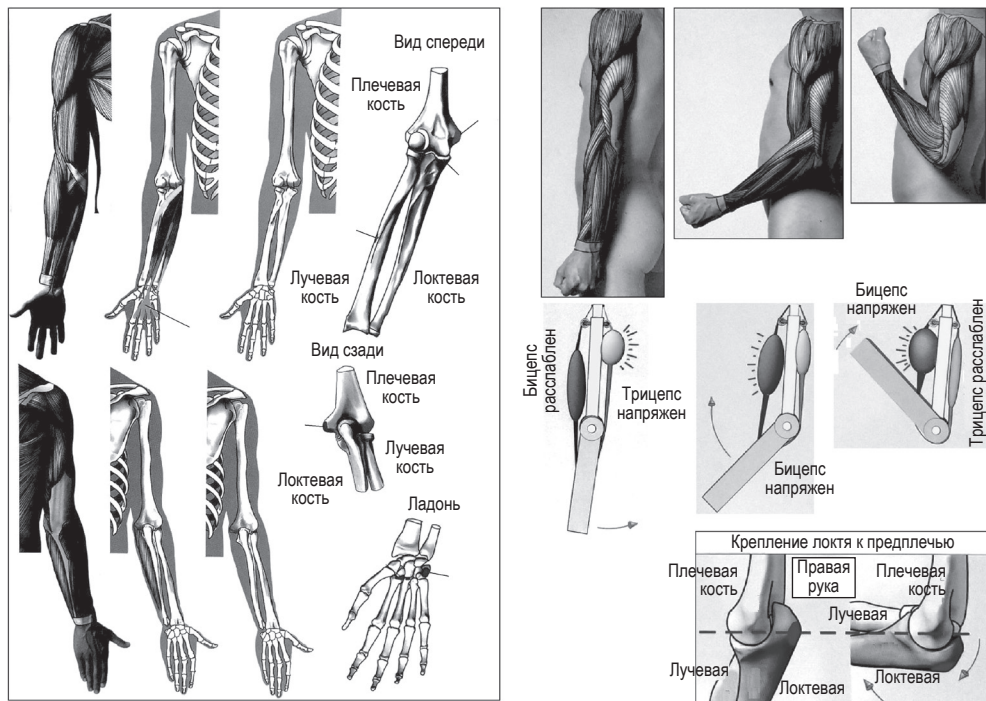 Вид спереди
Плечевая
кость
Лучевая
кость
Локтевая
кость
Вид сзади
Плечевая
кость
Лучевая
кость
Локтевая
кость
Ладонь
Бицепс
расслаблен
Трицепс
напряжен
Бицепс
напряжен
Бицепс
напряжен
Трицепс расслаблен
Крепление локтя к предплечью
Плечевая
кость
Правая
рука
Плечевая
кость
Лучевая
Лучевая
Локтевая
Локтевая